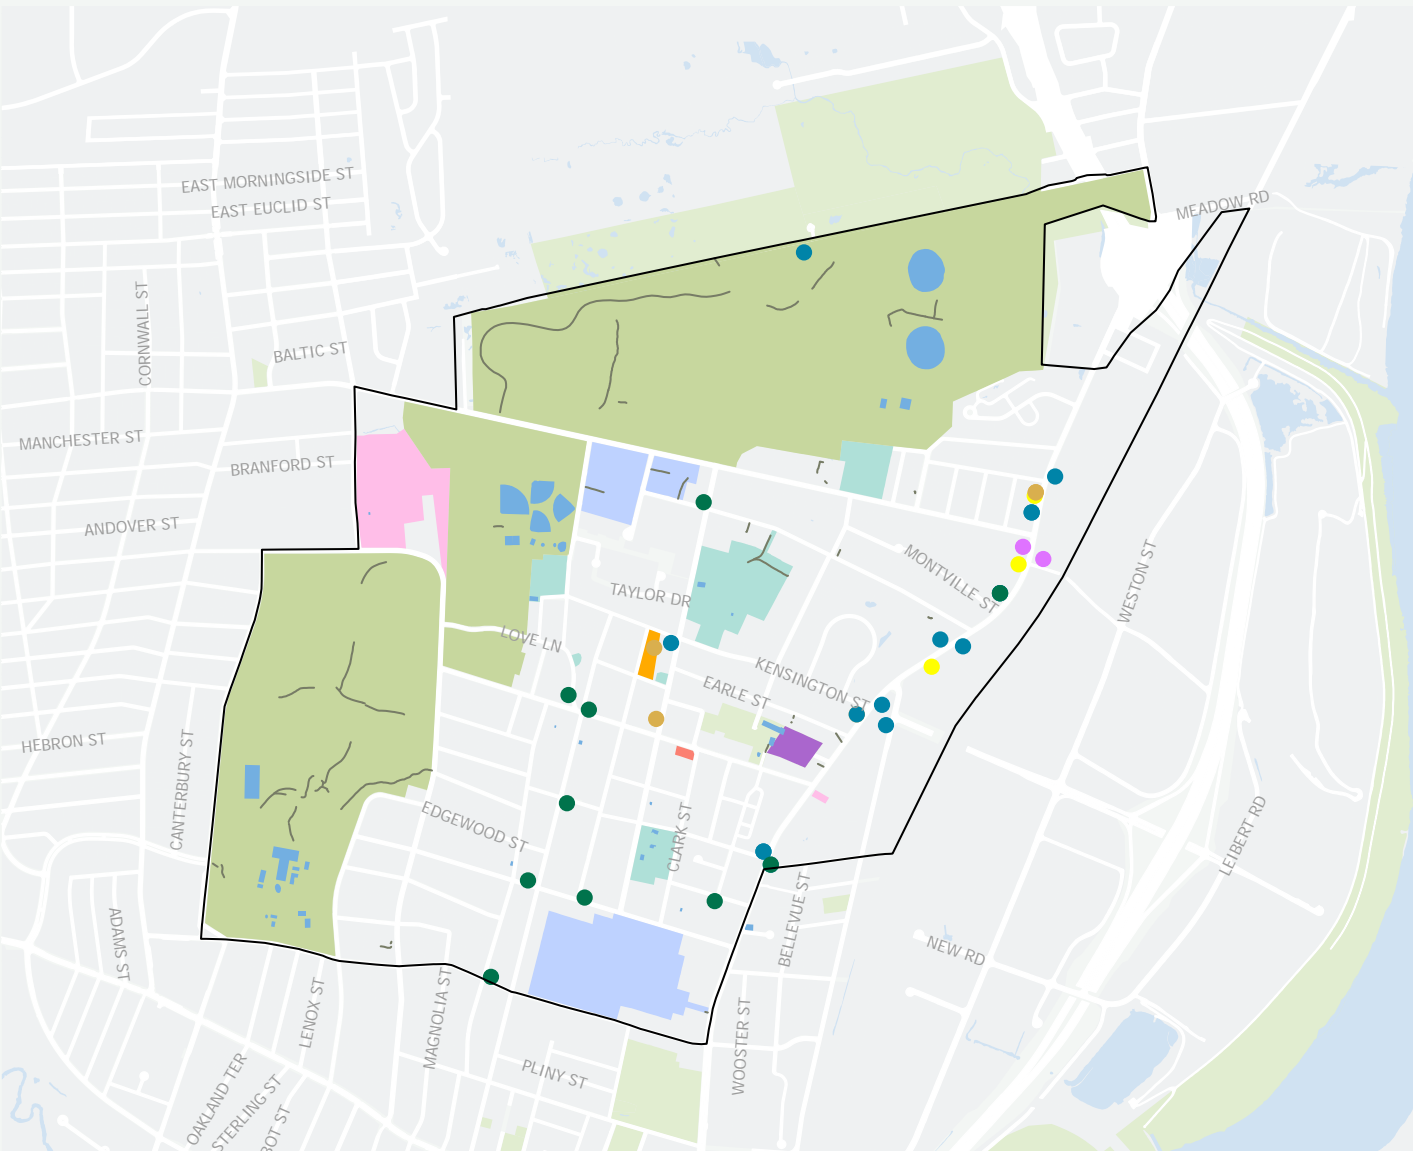 EAST MORNINGSIDE ST
EAST EUCLID ST
MEADOW RD
CORNWALL ST
BALTIC ST
MANCHESTER ST
BRANFORD ST
ANDOVER ST
MONTVILLE ST
WESTON ST
TAYLOR DR
LOVE LN
KENSINGTON ST
EARLE ST
HEBRON ST
CANTERBURY ST
EDGEWOOD ST
CLARK ST
LEIBERT RD
BELLEVUE ST
ADAMS ST
NEW RD
LENOX ST
MAGNOLIA ST
WOOSTER ST
PLINY ST
OAKLAND TER
STERLING ST
BOT ST